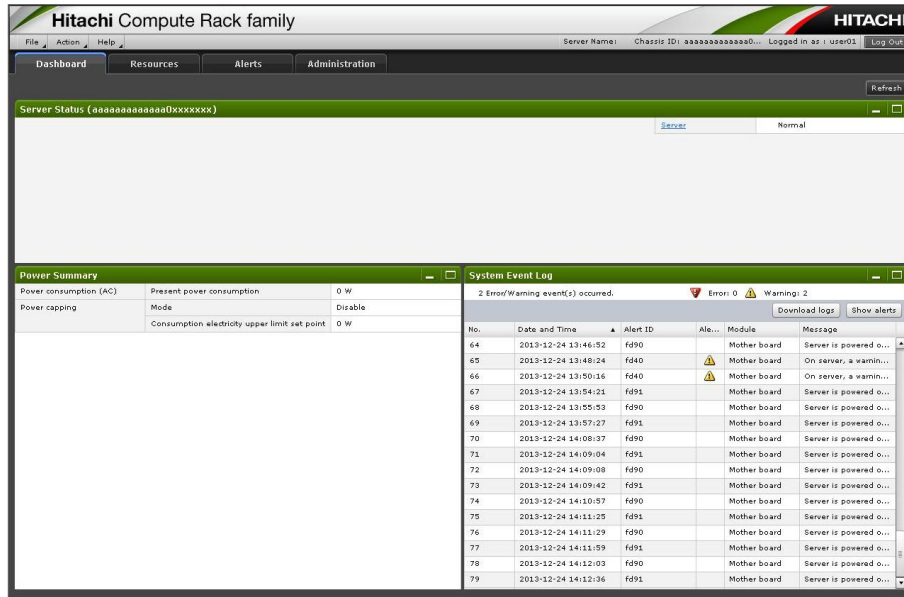 Hitachi Compute Rack family
HITACHI
File Action Help Server Name: Chassis ID: aaaaaaaaaaaaa0... Logged in as : user01 Log Out
Dashboard Resources Alerts Administration
Refresh
Server Status (aaaaaaaaaaaaa0xxxxxxx)
Server Normal
Power Summary
Power consumption (AC) Present power consumption 0 W
Power capping Mode Disable
Consumption electricity upper limit set point 0 W
System Event Log
2 Error/Warning event(s) occurred. Error: 0 Warning: 2
Download logs Show alerts
No. Date and Time Alert ID Ale... Module Message
64 2013-12-24 13:46:52 fd90 Mother board Server is powered o...
65 2013-12-24 13:48:24 fd40 Mother board On server, a warnin...
66 2013-12-24 13:50:16 fd40 Mother board On server, a warnin...
67 2013-12-24 13:54:21 fd91 Mother board Server is powered o...
68 2013-12-24 13:55:53 fd90 Mother board Server is powered o...
69 2013-12-24 13:57:27 fd91 Mother board Server is powered o...
70 2013-12-24 14:08:37 fd90 Mother board Server is powered o...
71 2013-12-24 14:09:04 fd91 Mother board Server is powered o...
72 2013-12-24 14:09:08 fd90 Mother board Server is powered o...
73 2013-12-24 14:09:42 fd91 Mother board Server is powered o...
74 2013-12-24 14:10:57 fd90 Mother board Server is powered o...
75 2013-12-24 14:11:25 fd91 Mother board Server is powered o...
76 2013-12-24 14:11:29 fd90 Mother board Server is powered o...
77 2013-12-24 14:11:59 fd91 Mother board Server is powered o...
78 2013-12-24 14:12:03 fd90 Mother board Server is powered o...
79 2013-12-24 14:12:36 fd91 Mother board Server is powered o...